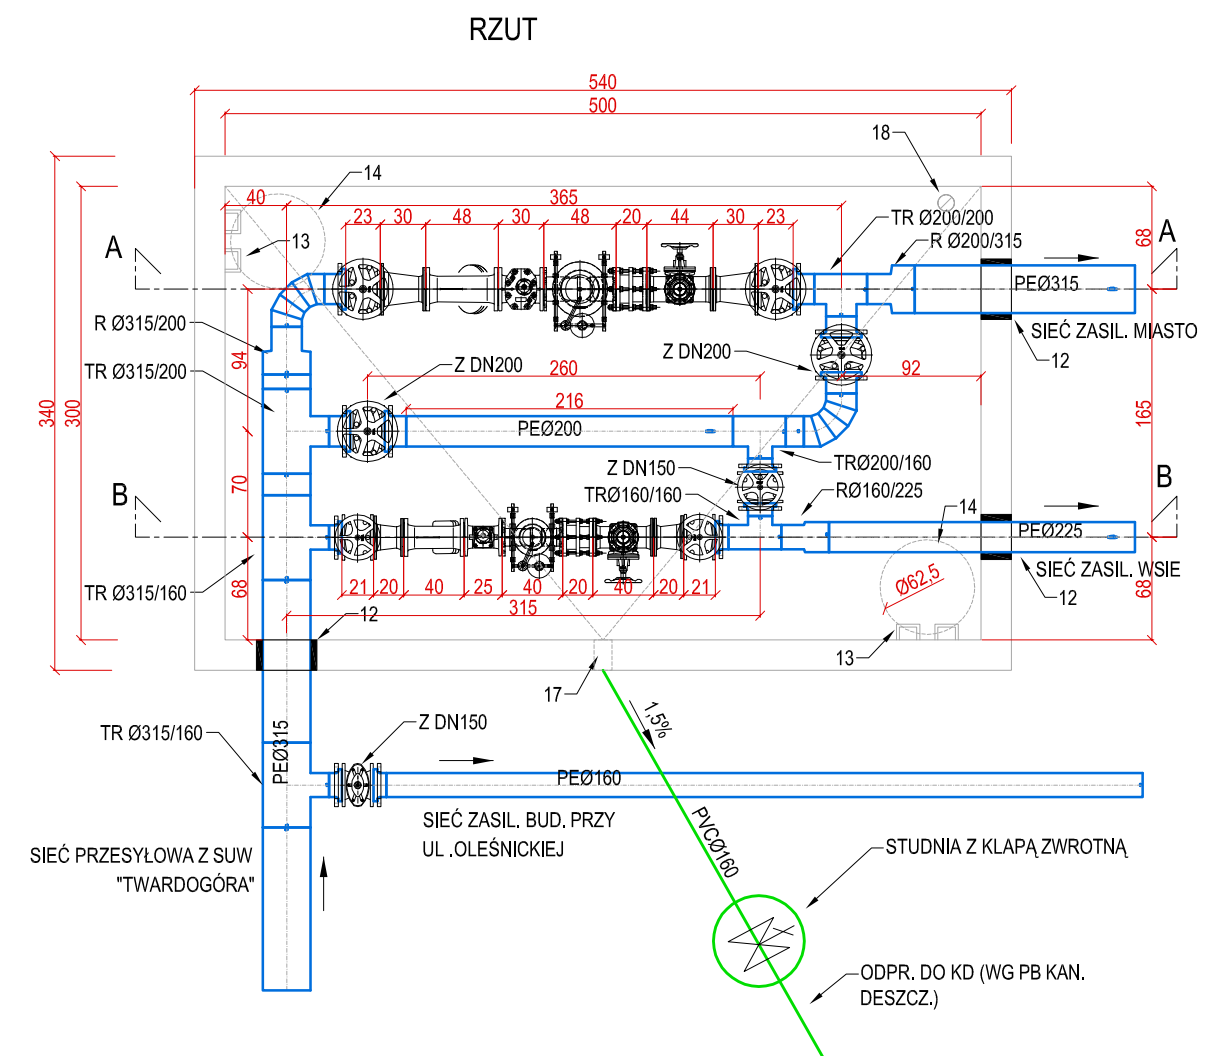 RZUT
540
500
18
14
40
365
TR Ø200/200
23
30
48
30
48
20
44
30
23
68
R Ø200/315
13
A
A
PEØ315
SIEĆ ZASIL. MIASTO
R Ø315/200
12
94
Z DN200
Z DN200
TR Ø315/200
260
92
340
300
216
165
PEØ200
TRØ200/160
Z DN150
70
TRØ160/160
RØ160/225
B
B
14
PEØ225
SIEĆ ZASIL. WSIE
Ø62,5
TR Ø315/160
21
20
40
25
40
20
40
20
21
68
68
12
315
12
13
17
1,5%
Z DN150
TR Ø315/160
PEØ315
PEØ160
SIEĆ ZASIL. BUD. PRZY
UL .OLEŚNICKIEJ
PVCØ160
STUDNIA Z KLAPĄ ZWROTNĄ
SIEĆ PRZESYŁOWA Z SUW
"TWARDOGÓRA"
ODPR. DO KD (WG PB KAN.
DESZCZ.)